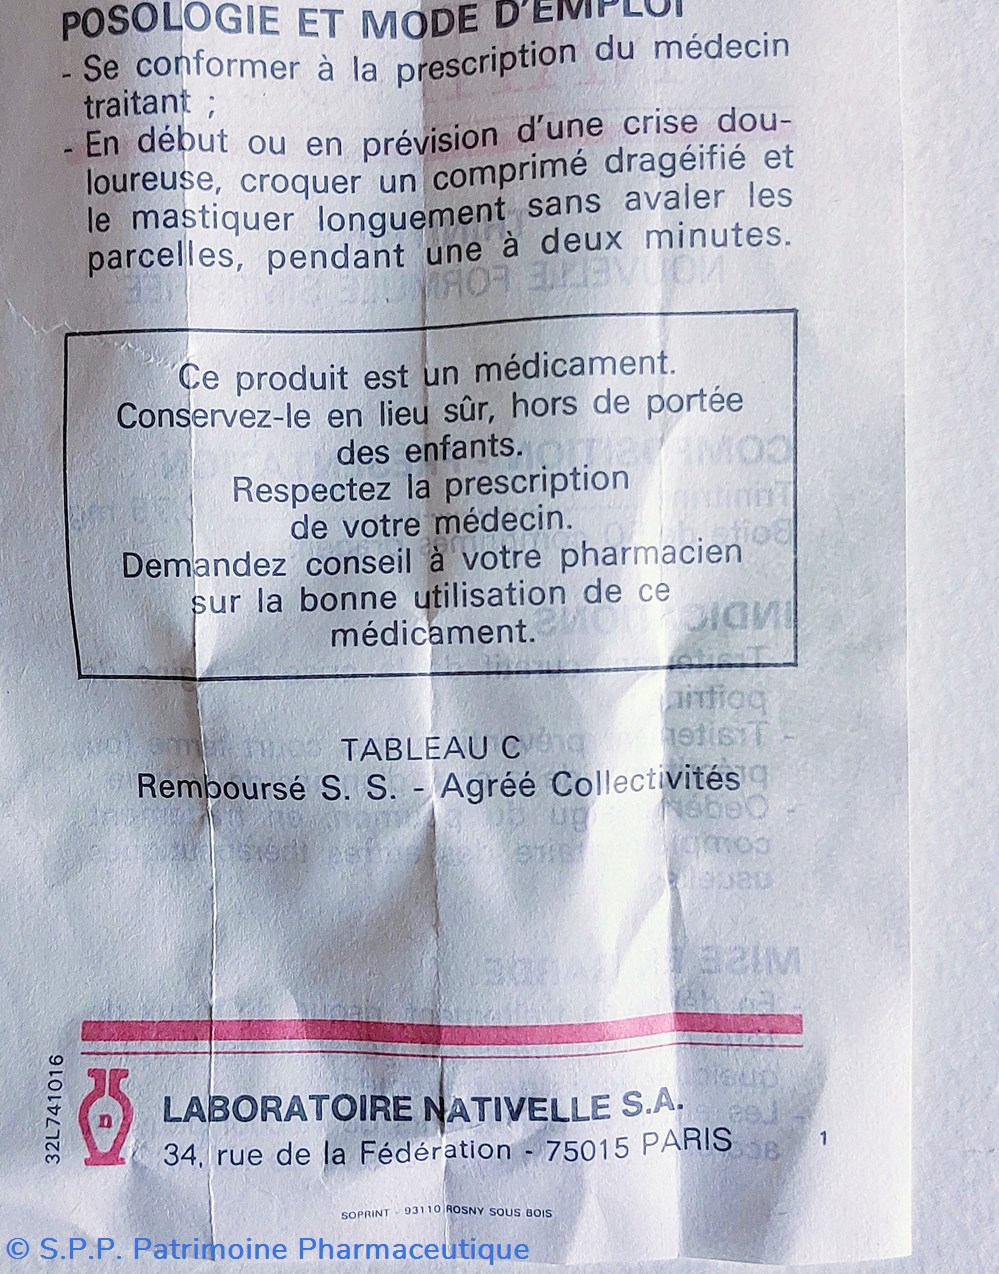 POSOLOGIE ET MODE D'EMPLOI
- Se conformer à la prescription du médecin
traitant ;
- En début ou en prévision d'une crise dou-
loureuse, croquer un comprimé dragéifié et
le mastiquer longuement sans avaler les
parcelles, pendant une à deux minutes.
Ce produit est un médicament.
Conservez-le en lieu sûr, hors de portée
des enfants.
Respectez la prescription
de votre médecin.
Demandez conseil à votre pharmacien
sur la bonne utilisation de ce
médicament.
TABLEAU C
Remboursé S. S. - Agréé Collectivités
32L741016
LABORATOIRE NATIVELLE S.A.
34, rue de la Fédération - 75015 PARIS
1
SOPRINT - 93110 ROSNY SOUS BOIS
© S.P.P. Patrimoine Pharmaceutique